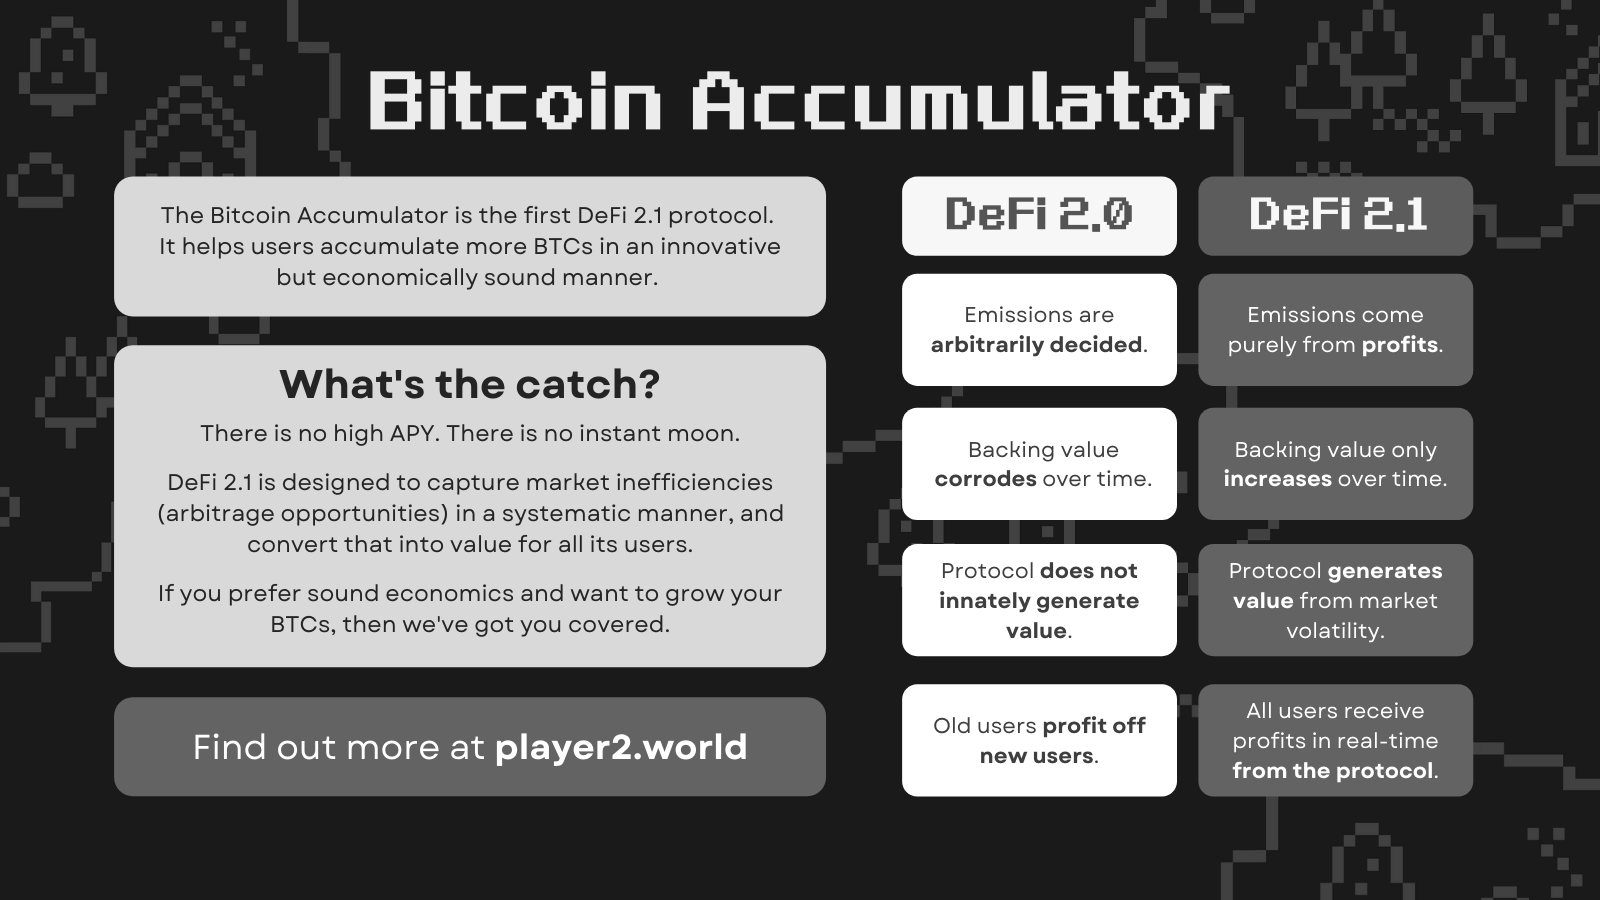 Bitcoin Accumulator
The Bitcoin Accumulator is the first DeFi 2.1 protocol.
It helps users accumulate more BTCs in an innovative
but economically sound manner.
What's the catch?
There is no high APY. There is no instant moon.
DeFi 2.1 is designed to capture market inefficiencies
(arbitrage opportunities) in a systematic manner, and
convert that into value for all its users.
If you prefer sound economics and want to grow your
BTCs, then we've got you covered.
Find out more at player2.world
DeFi 2.0
DeFi 2.1
Emissions are
arbitrarily decided.
Emissions come
purely from profits.
Backing value
corrodes over time.
Backing value only
increases over time.
Protocol does not
innately generate
value.
Protocol generates
value from market
volatility.
Old users profit off
new users.
All users receive
profits in real-time
from the protocol.